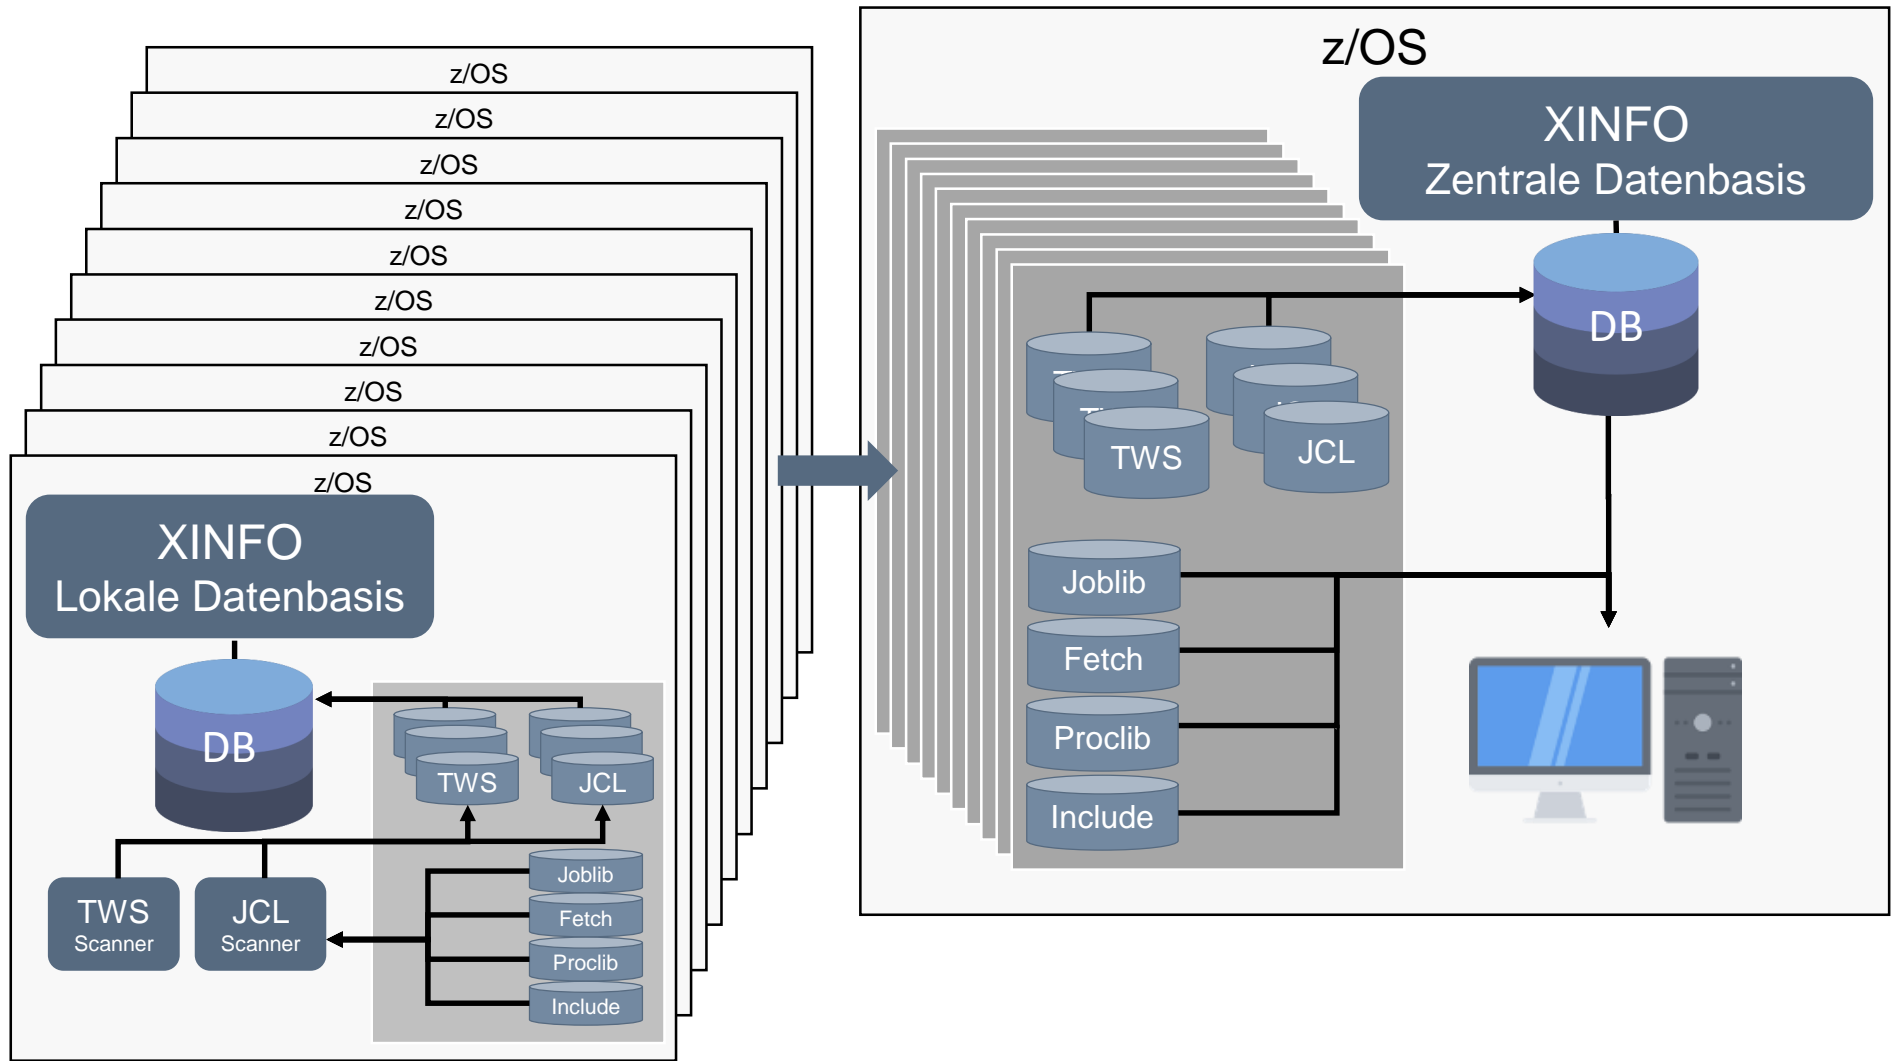 z/OS
z/OS
z/OS
z/OS
z/OS
z/OS
z/OS
z/OS
z/OS
z/OS
XINFO
Lokale Datenbasis
DB
TWS
JCL
TWS
Scanner
JCL
Scanner
Joblib
Fetch
Proclib
Include
z/OS
XINFO
Zentrale Datenbasis
DB
TWS
JCL
Joblib
Fetch
Proclib
Include